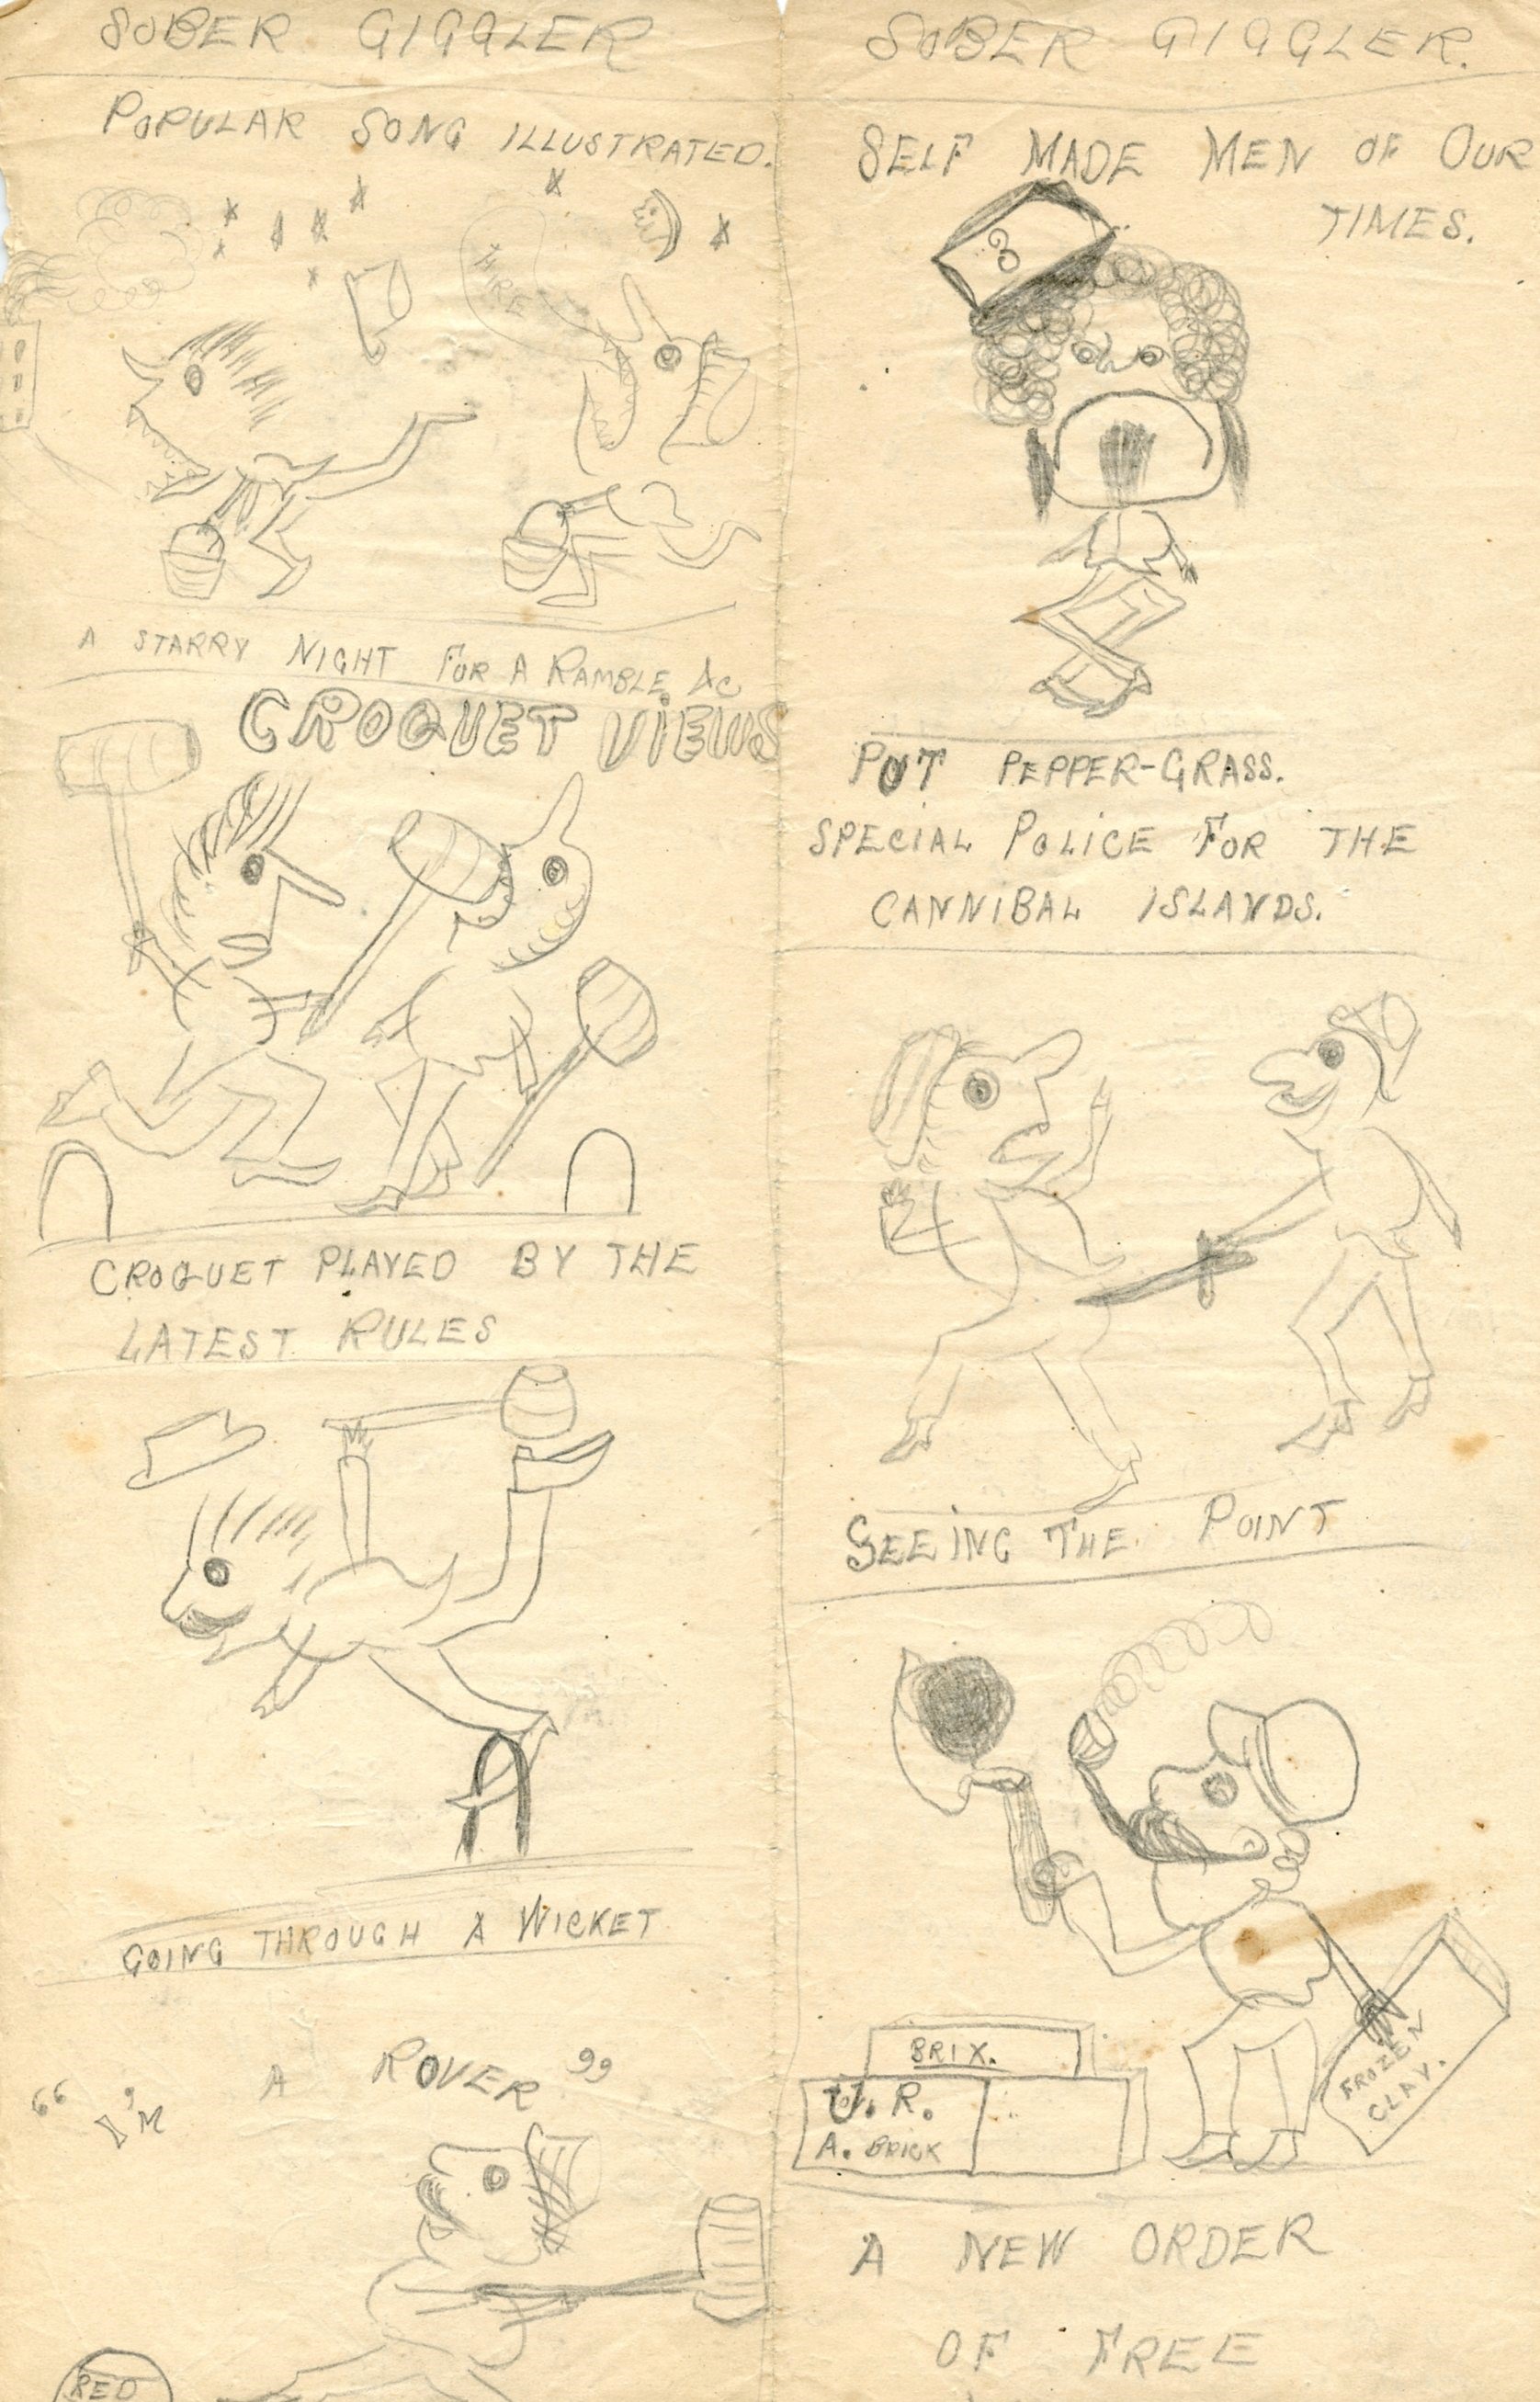 SOBER GIGGLER
POPULAR SONG ILLUSTRATED.
FIRE
A STARRY NIGHT FOR A RAMBLE &C
CROQUET VIEWS
CROQUET PLAYED BY THE
LATEST RULES
GOING THROUGH A WICKET
“ I'M A ROVER ”
RED
SOBER GIGGLER.
SELF MADE MEN OF OUR
TIMES.
3
PUT PEPPER-GRASS.
SPECIAL POLICE FOR THE
CANNIBAL ISLANDS.
SEEING THE POINT
BRIX.
U. R.
A. BRICK
FROZEN
CLAY.
A NEW ORDER
OF FREE